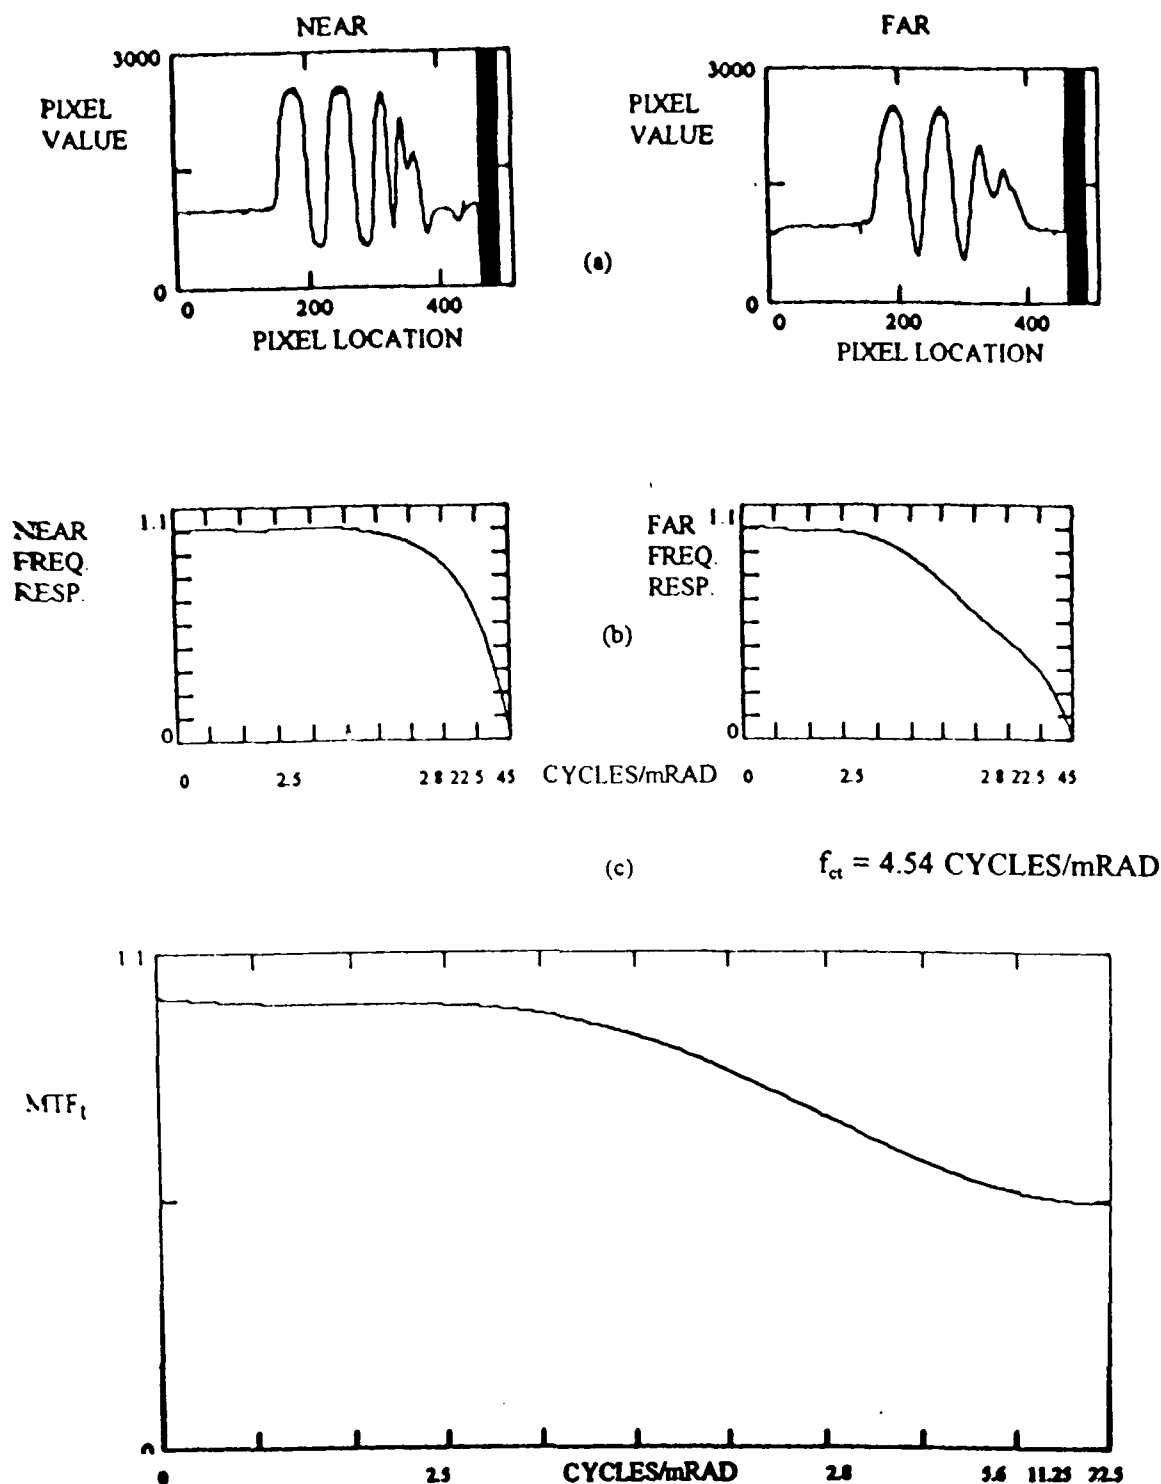 NEAR
3000
PIXEL
VALUE
0
0 200 400
PIXEL LOCATION
FAR
3000
PIXEL
VALUE
0
0 200 400
PIXEL LOCATION
(a)
NEAR
FREQ.
RESP.
1.1
0
0 2.5 2 8 22 5 45
CYCLES/mRAD
FAR
FREQ.
RESP.
1.1
0
0 2.5 2 8 22.5 45
(b)
(c)
fct = 4.54 CYCLES/mRAD
1 1
MTFt
0
0 2.5 CYCLES/mRAD 2.8 5.6 11.25 22.5